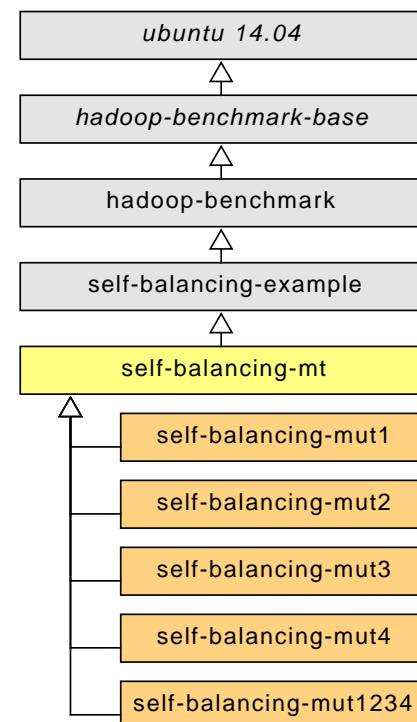 ubuntu 14.04
hadoop-benchmark-base
hadoop-benchmark
self-balancing-example
self-balancing-mt
self-balancing-mut1
self-balancing-mut2
self-balancing-mut3
self-balancing-mut4
self-balancing-mut1234